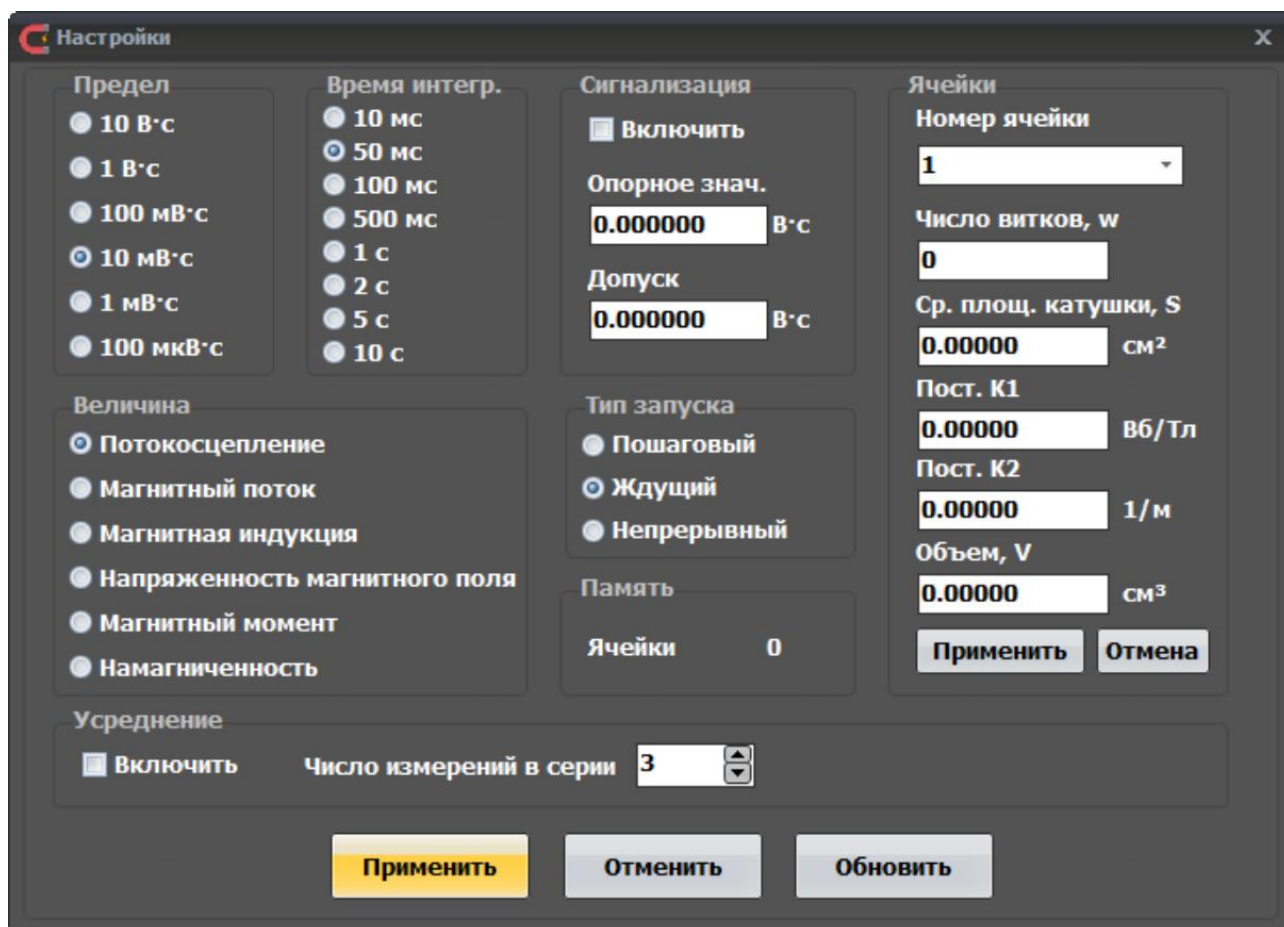 Настройки
X
Предел
10 В·с
1 В·с
100 мВ·с
10 мВ·с
1 мВ·с
100 мкВ·с
Время интегр.
10 мс
50 мс
100 мс
500 мс
1 с
2 с
5 с
10 с
Сигнализация
Включить
Опорное знач.
0.000000 В·с
Допуск
0.000000 В·с
Ячейки
Номер ячейки
1
Число витков, w
0
Ср. площ. катушки, S
0.00000 см²
Пост. К1
0.00000 Вб/Тл
Пост. К2
0.00000 1/м
Объем, V
0.00000 см³
Применить Отмена
Величина
Потокосцепление
Магнитный поток
Магнитная индукция
Напряженность магнитного поля
Магнитный момент
Намагниченность
Тип запуска
Пошаговый
Ждущий
Непрерывный
Память
Ячейки 0
Усреднение
Включить Число измерений в серии 3
Применить Отменить Обновить